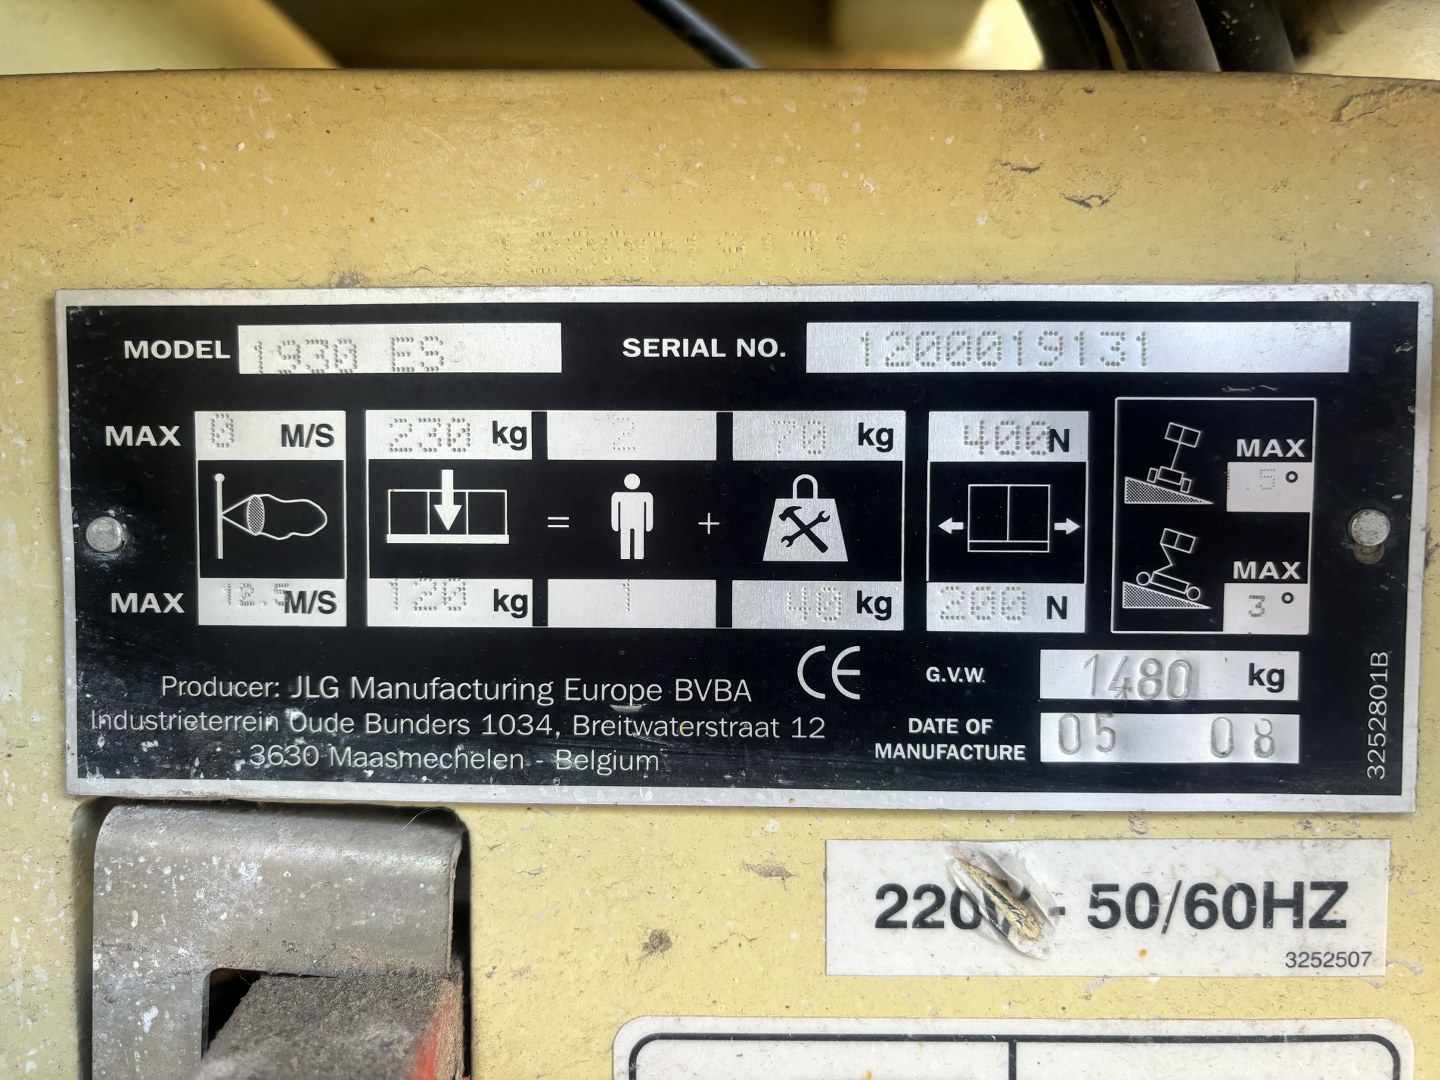 MODEL 1930 ES SERIAL NO. 1200019131
MAX 0 M/S 230 kg 2 70 kg 400 N
MAX
1.5°
= +
MAX
3°
MAX 12.5 M/S 120 kg 1 40 kg 200 N
Producer: JLG Manufacturing Europe BVBA CE
Industrieterrein Oude Bunders 1034, Breitwaterstraat 12
3630 Maasmechelen - Belgium
G.V.W. 1480 kg
DATE OF
MANUFACTURE 05 08
3252801B
220 - 50/60HZ
3252507